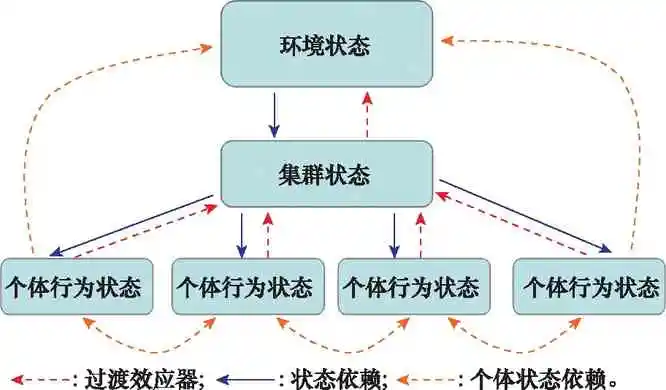 环境状态
集群状态
个体行为状态 个体行为状态 个体行为状态 个体行为状态
: 过渡效应器; : 状态依赖; : 个体状态依赖。